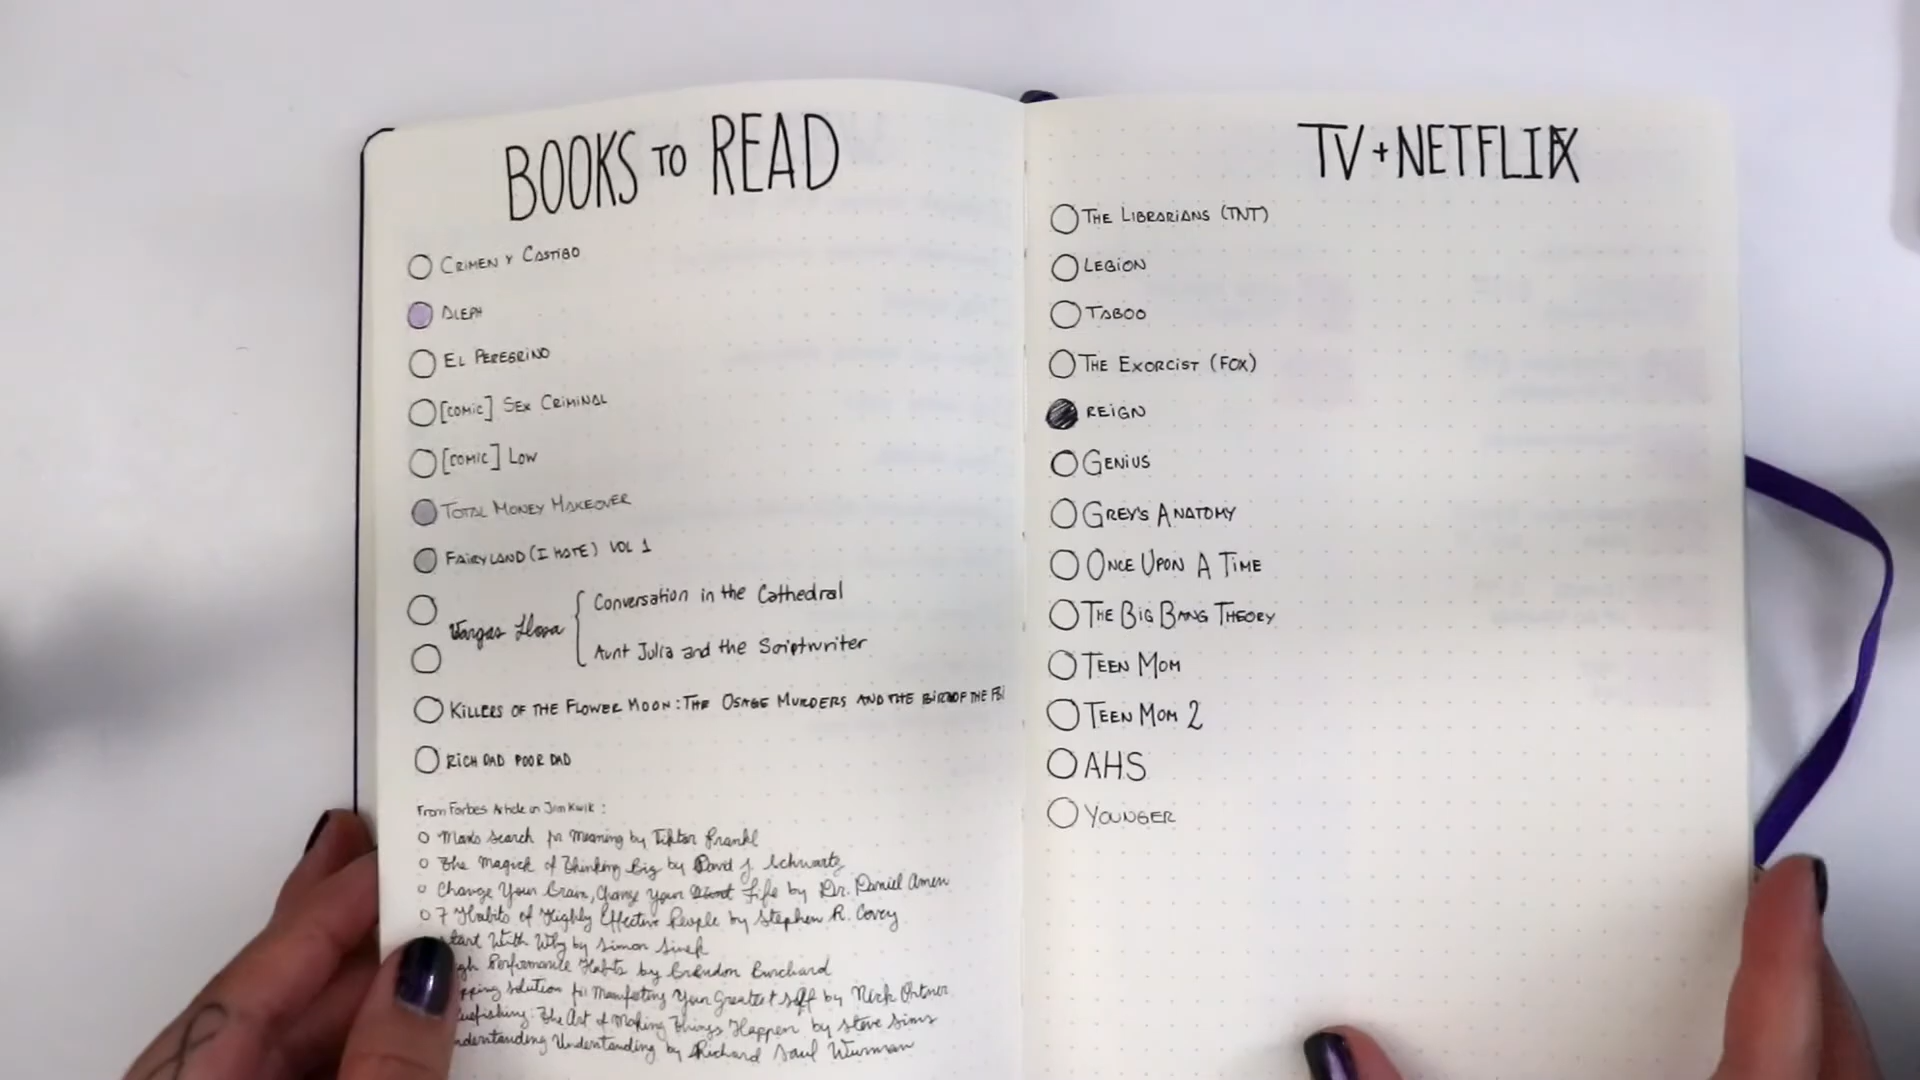 BOOKS TO READ
CRIMEN Y CASTIGO
ALEPH
EL PEREGRINO
[COMIC] SEX CRIMINAL
[COMIC] LOW
TOTAL MONEY MAKEOVER
FAIRYLAND (I HATE) VOL 1
Vargas Llosa
Conversation in the Cathedral
Aunt Julia and the Scriptwriter
KILLERS OF THE FLOWER MOON: THE OSAGE MURDERS AND THE BIRTH OF THE FBI
RICH DAD POOR DAD
From Forbes Article on Jim Kwik:
Man's Search for Meaning by Viktor Frankl
The Magick of Thinking Big by David J. Schwartz
Change Your Brain, Change Your Life by Dr. Daniel Amen
7 Habits of Highly Effective People by Stephen R. Covey
Start With Why by Simon Sinek
gh Performance Habits by Brendon Burchard
pping Solution for Manifesting Your Greatest Self by Nick Ortner
uefishing: The Art of Making Things Happen by Steve Sims
nderstanding Understanding by Richard Saul Wurman
TV + NETFLIX
THE LIBRARIANS (TNT)
LEGION
TABOO
THE EXORCIST (FOX)
REIGN
GENIUS
GREY'S ANATOMY
ONCE UPON A TIME
THE BIG BANG THEORY
TEEN MOM
TEEN MOM 2
AHS
YOUNGER